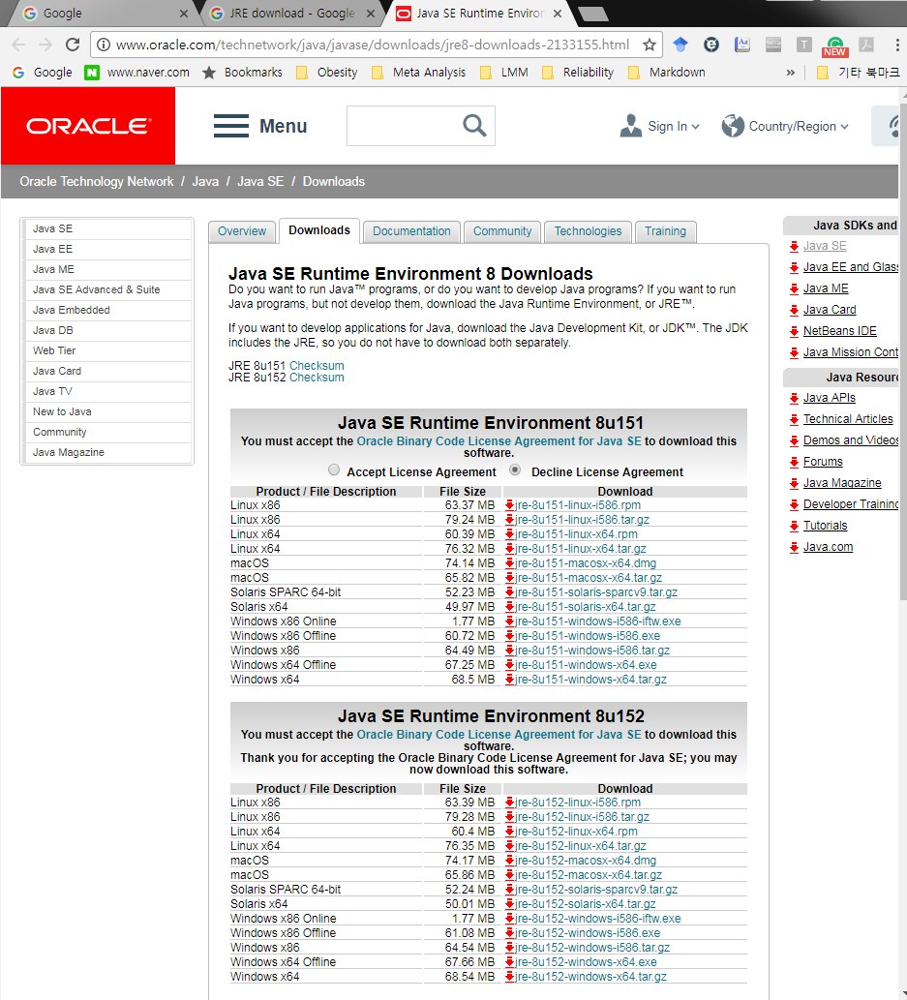 Google
JRE download - Google
Java SE Runtime Enviror
www.oracle.com/technetwork/java/javase/downloads/jre8-downloads-2133155.html
NEW
Google
www.naver.com
Bookmarks
Obesity
Meta Analysis
LMM
Reliability
Markdown
»
기타 북마크
ORACLE
Menu
Sign In
Country/Region
Oracle Technology Network / Java / Java SE / Downloads
Java SE
Java EE
Java ME
Java SE Advanced & Suite
Java Embedded
Java DB
Web Tier
Java Card
Java TV
New to Java
Community
Java Magazine
Overview
Downloads
Documentation
Community
Technologies
Training
Java SE Runtime Environment 8 Downloads
Do you want to run Java™ programs, or do you want to develop Java programs? If you want to run
Java programs, but not develop them, download the Java Runtime Environment, or JRE™.
If you want to develop applications for Java, download the Java Development Kit, or JDK™. The JDK
includes the JRE, so you do not have to download both separately.
JRE 8u151 Checksum
JRE 8u152 Checksum
Java SE Runtime Environment 8u151
You must accept the Oracle Binary Code License Agreement for Java SE to download this
software.
Accept License Agreement Decline License Agreement
Product / File Description File Size Download
Linux x86 63.37 MB jre-8u151-linux-i586.rpm
Linux x86 79.24 MB jre-8u151-linux-i586.tar.gz
Linux x64 60.39 MB jre-8u151-linux-x64.rpm
Linux x64 76.32 MB jre-8u151-linux-x64.tar.gz
macOS 74.14 MB jre-8u151-macosx-x64.dmg
macOS 65.82 MB jre-8u151-macosx-x64.tar.gz
Solaris SPARC 64-bit 52.23 MB jre-8u151-solaris-sparcv9.tar.gz
Solaris x64 49.97 MB jre-8u151-solaris-x64.tar.gz
Windows x86 Online 1.77 MB jre-8u151-windows-i586-iftw.exe
Windows x86 Offline 60.72 MB jre-8u151-windows-i586.exe
Windows x86 64.49 MB jre-8u151-windows-i586.tar.gz
Windows x64 Offline 67.25 MB jre-8u151-windows-x64.exe
Windows x64 68.5 MB jre-8u151-windows-x64.tar.gz
Java SE Runtime Environment 8u152
You must accept the Oracle Binary Code License Agreement for Java SE to download this
software.
Thank you for accepting the Oracle Binary Code License Agreement for Java SE; you may
now download this software.
Product / File Description File Size Download
Linux x86 63.39 MB jre-8u152-linux-i586.rpm
Linux x86 79.28 MB jre-8u152-linux-i586.tar.gz
Linux x64 60.4 MB jre-8u152-linux-x64.rpm
Linux x64 76.35 MB jre-8u152-linux-x64.tar.gz
macOS 74.17 MB jre-8u152-macosx-x64.dmg
macOS 65.86 MB jre-8u152-macosx-x64.tar.gz
Solaris SPARC 64-bit 52.24 MB jre-8u152-solaris-sparcv9.tar.gz
Solaris x64 50.01 MB jre-8u152-solaris-x64.tar.gz
Windows x86 Online 1.77 MB jre-8u152-windows-i586-iftw.exe
Windows x86 Offline 61.08 MB jre-8u152-windows-i586.exe
Windows x86 64.54 MB jre-8u152-windows-i586.tar.gz
Windows x64 Offline 67.66 MB jre-8u152-windows-x64.exe
Windows x64 68.54 MB jre-8u152-windows-x64.tar.gz
Java SDKs and
Java SE
Java EE and Glass
Java ME
Java Card
NetBeans IDE
Java Mission Cont
Java Resour
Java APIs
Technical Articles
Demos and Videos
Forums
Java Magazine
Developer Training
Tutorials
Java.com